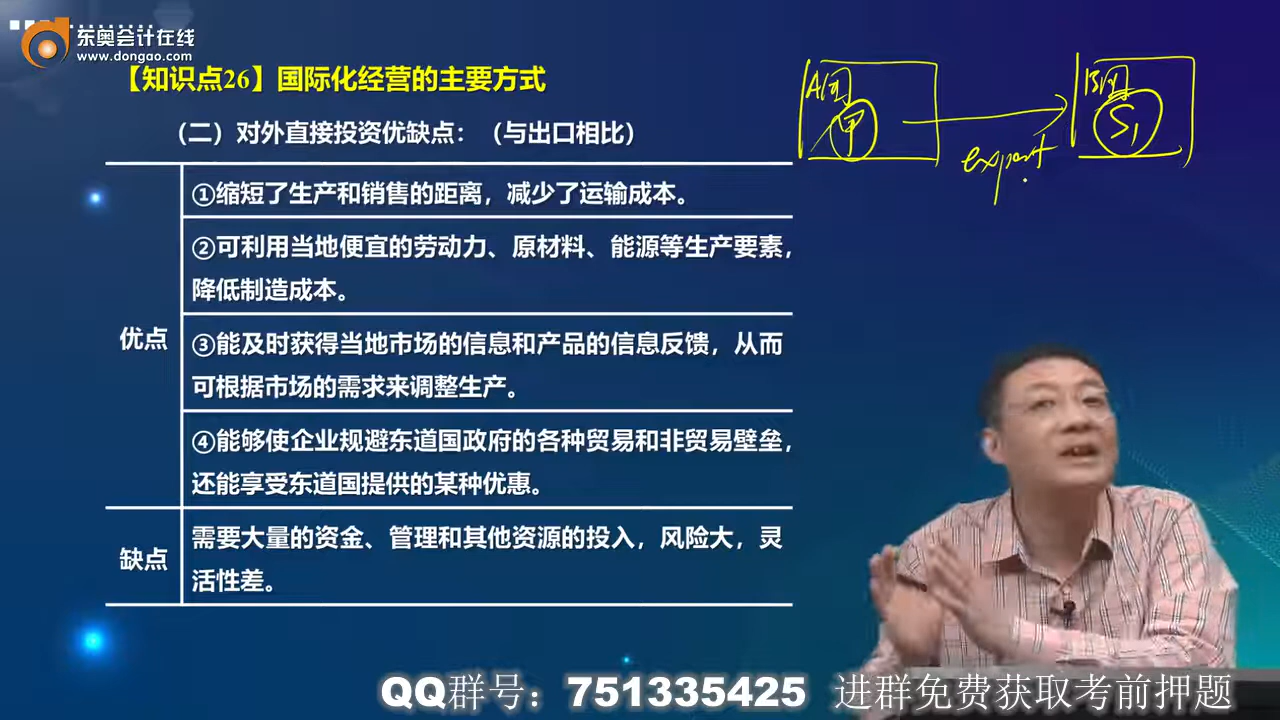 东奥会计在线
www.dongao.com
【知识点26】国际化经营的主要方式
（二）对外直接投资优缺点：（与出口相比）
优点
①缩短了生产和销售的距离，减少了运输成本。
②可利用当地便宜的劳动力、原材料、能源等生产要素，
降低制造成本。
③能及时获得当地市场的信息和产品的信息反馈，从而
可根据市场的需求来调整生产。
④能够使企业规避东道国政府的各种贸易和非贸易壁垒，
还能享受东道国提供的某种优惠。
缺点
需要大量的资金、管理和其他资源的投入，风险大，灵
活性差。
A国
甲
export
B国
S₁
QQ群号：751335425 进群免费获取考前押题